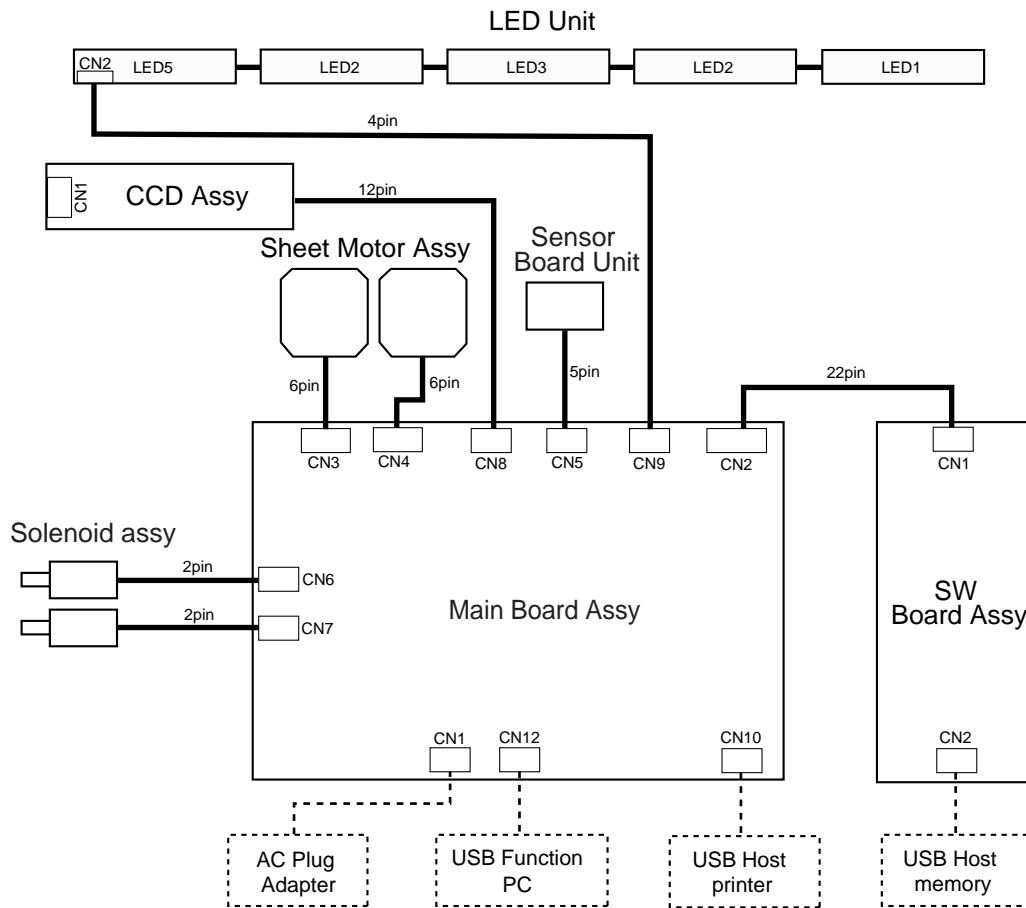 LED Unit
CN2
LED5
LED2
LED3
LED2
LED1
4pin
CN1
CCD Assy
12pin
Sheet Motor Assy
Sensor
Board Unit
6pin
6pin
5pin
22pin
CN3
CN4
CN8
CN5
CN9
CN2
CN1
Solenoid assy
2pin
CN6
2pin
CN7
Main Board Assy
SW
Board Assy
CN1
CN12
CN10
CN2
AC Plug
Adapter
USB Function
PC
USB Host
printer
USB Host
memory